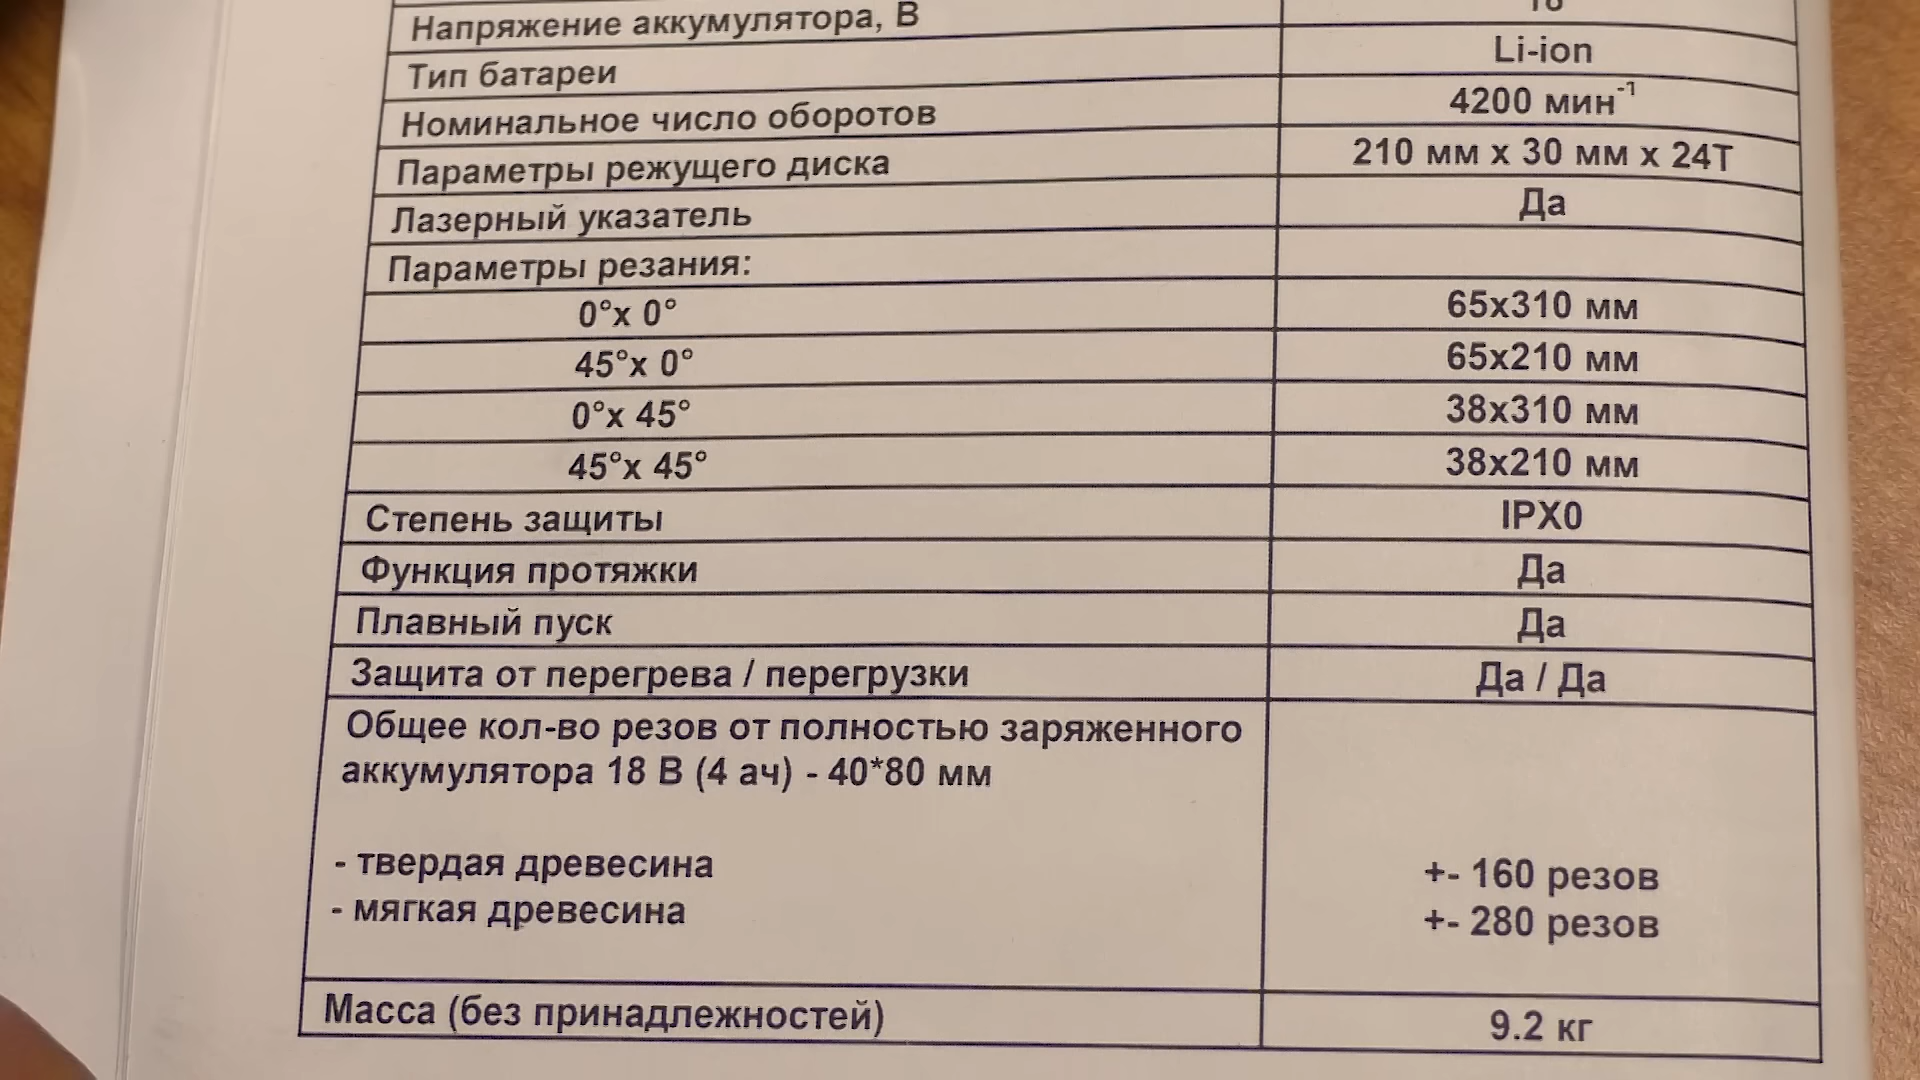 Напряжение аккумулятора, В 18
Тип батареи Li-ion
Номинальное число оборотов 4200 мин⁻¹
Параметры режущего диска 210 мм x 30 мм x 24T
Лазерный указатель Да
Параметры резания:
0°x 0° 65x310 мм
45°x 0° 65x210 мм
0°x 45° 38x310 мм
45°x 45° 38x210 мм
Степень защиты IPX0
Функция протяжки Да
Плавный пуск Да
Защита от перегрева / перегрузки Да / Да
Общее кол-во резов от полностью заряженного
аккумулятора 18 В (4 ач) - 40*80 мм
- твердая древесина +- 160 резов
- мягкая древесина +- 280 резов
Масса (без принадлежностей) 9.2 кг